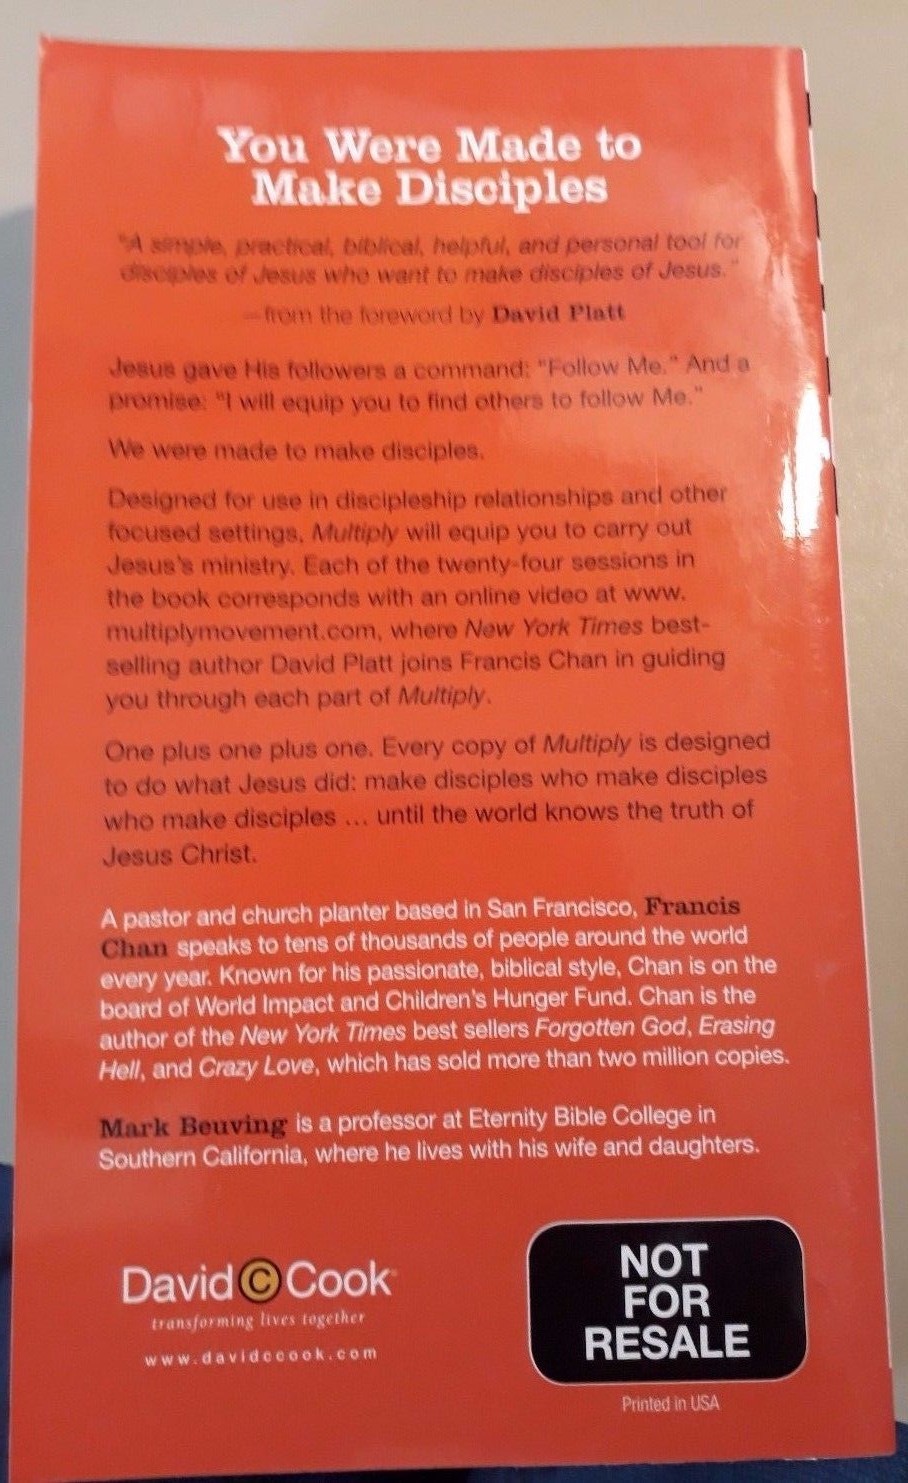 You Were Made to
Make Disciples
"A simple, practical, biblical, helpful, and personal tool for
disciples of Jesus who want to make disciples of Jesus."
—from the foreword by David Platt
Jesus gave His followers a command: "Follow Me." And a
promise: "I will equip you to find others to follow Me."
We were made to make disciples.
Designed for use in discipleship relationships and other
focused settings, Multiply will equip you to carry out
Jesus's ministry. Each of the twenty-four sessions in
the book corresponds with an online video at www.
multiplymovement.com, where New York Times best-
selling author David Platt joins Francis Chan in guiding
you through each part of Multiply.
One plus one plus one. Every copy of Multiply is designed
to do what Jesus did: make disciples who make disciples
who make disciples ... until the world knows the truth of
Jesus Christ.
A pastor and church planter based in San Francisco, Francis
Chan speaks to tens of thousands of people around the world
every year. Known for his passionate, biblical style, Chan is on the
board of World Impact and Children's Hunger Fund. Chan is the
author of the New York Times best sellers Forgotten God, Erasing
Hell, and Crazy Love, which has sold more than two million copies.
Mark Beuving is a professor at Eternity Bible College in
Southern California, where he lives with his wife and daughters.
David C Cook
transforming lives together
www.davidccook.com
NOT
FOR
RESALE
Printed in USA